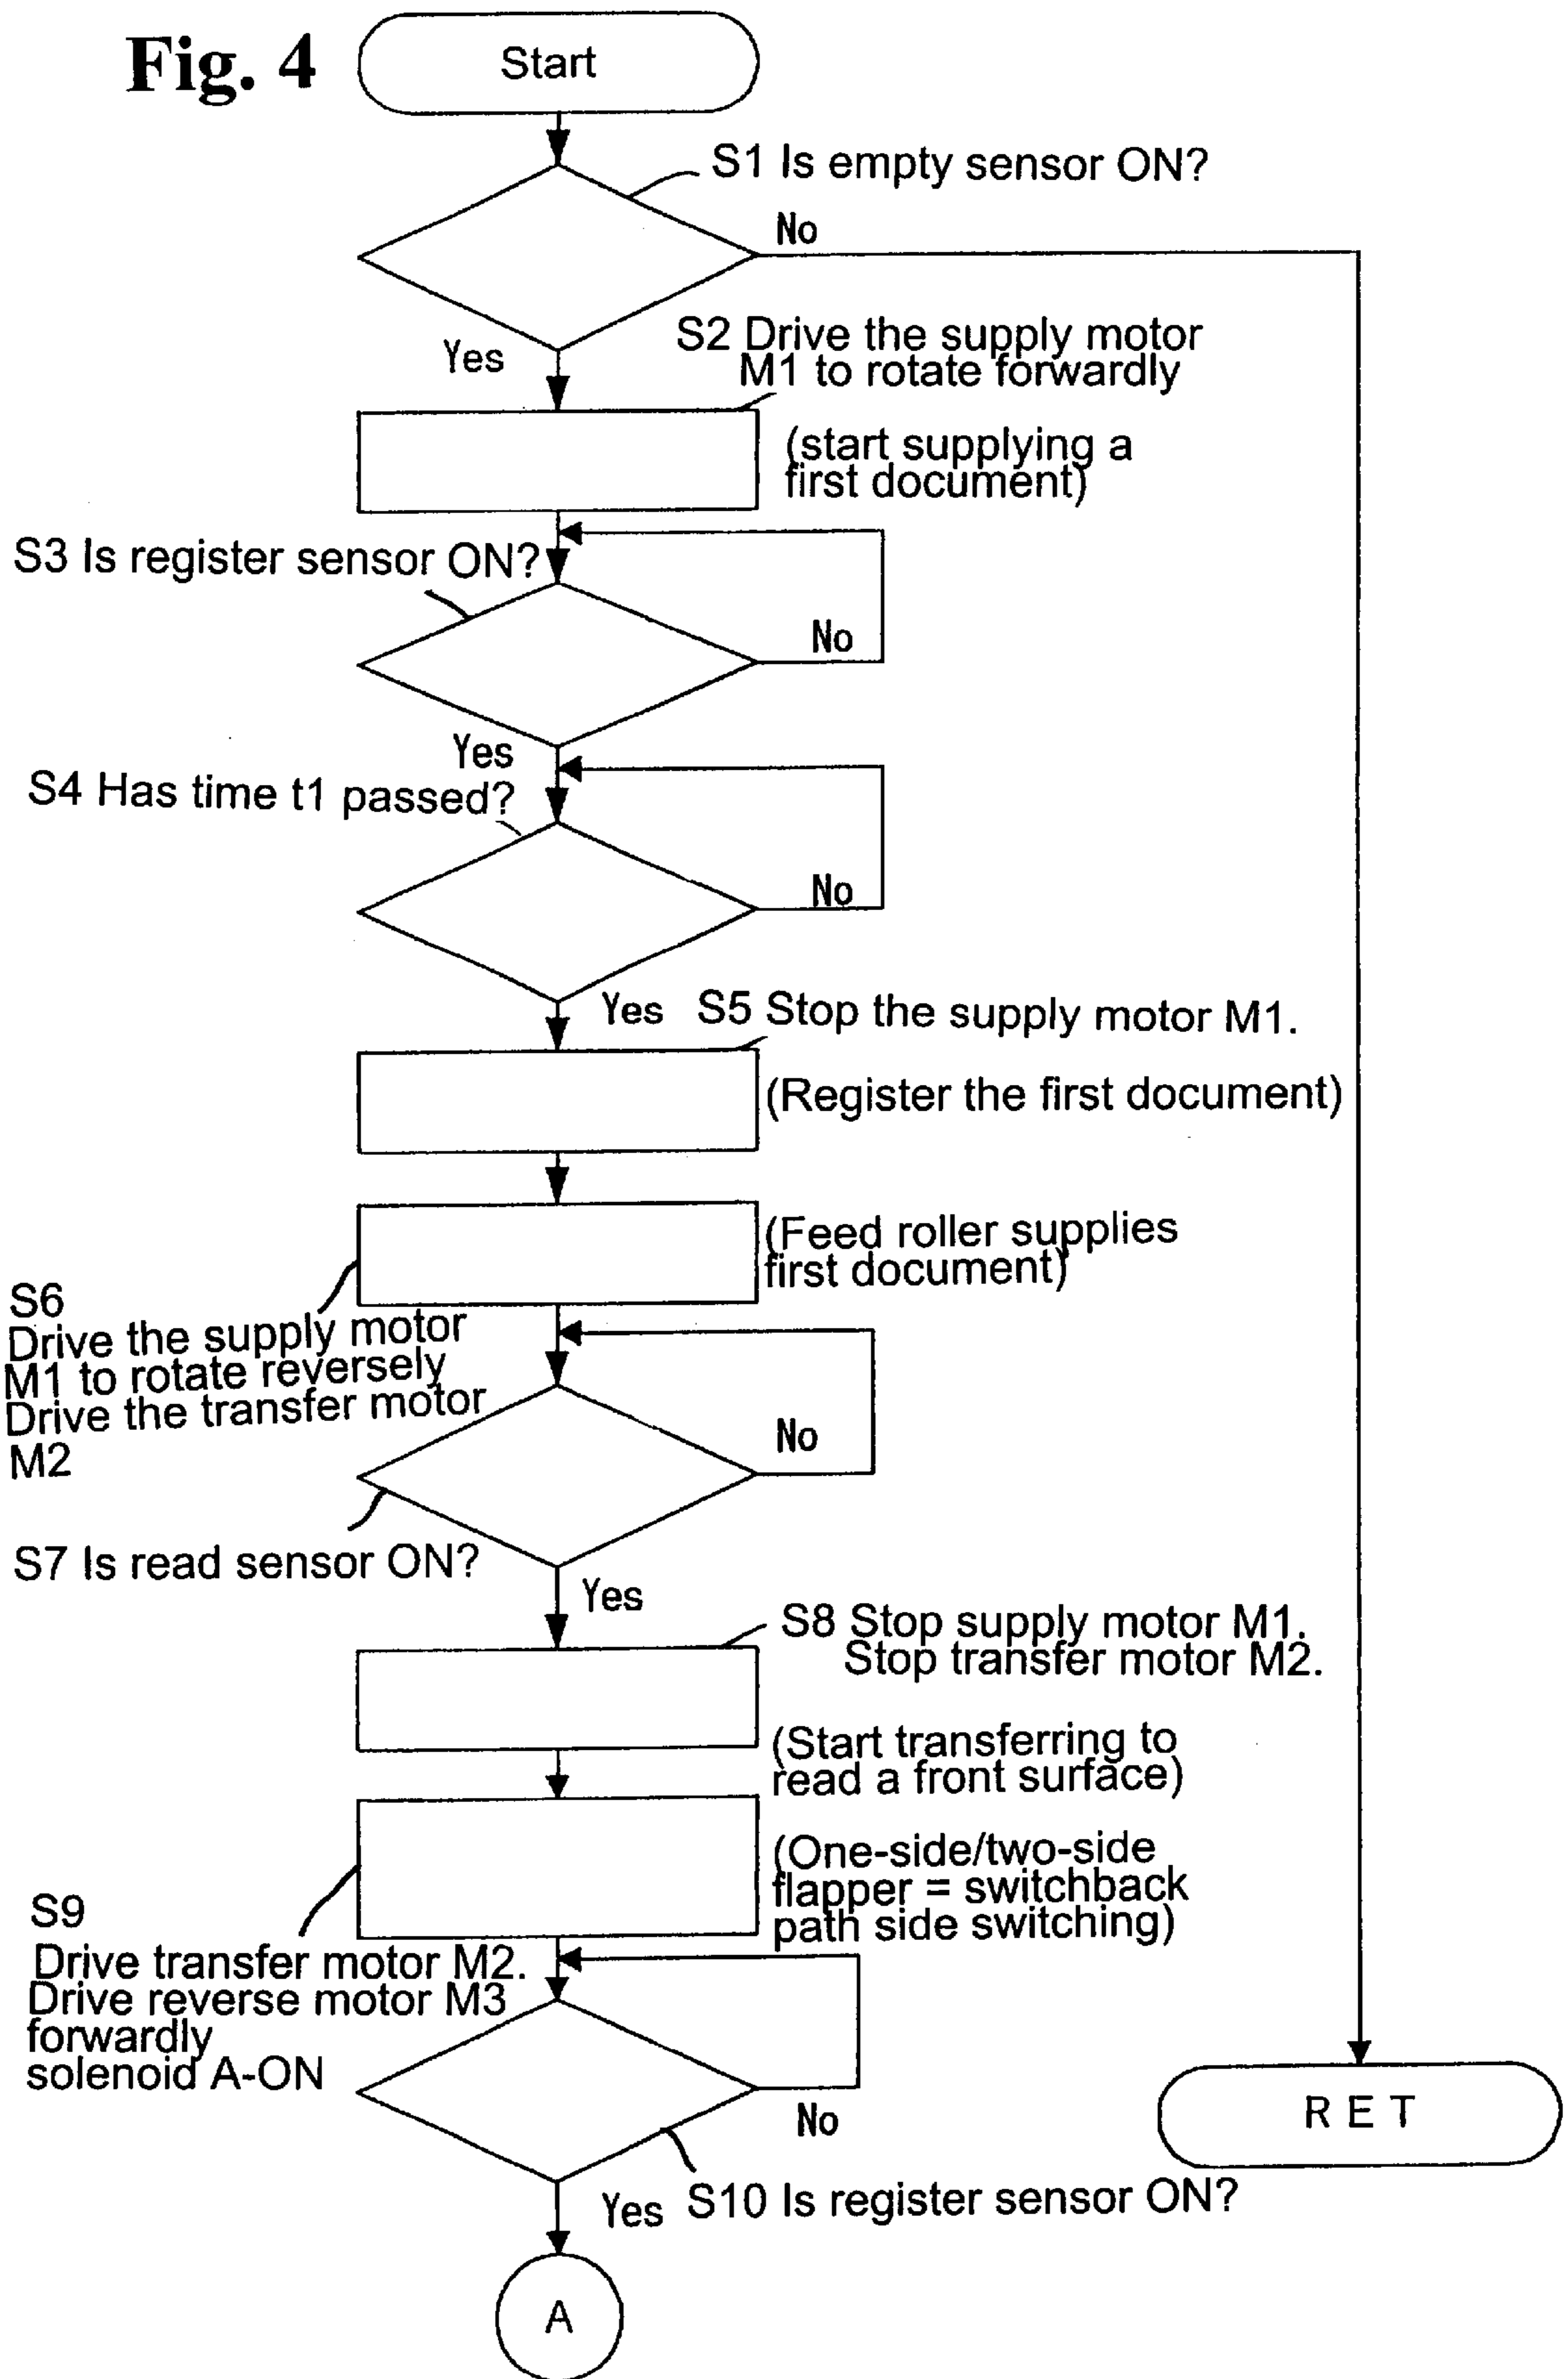 Fig. 4
Start
S1 Is empty sensor ON?
No
Yes
S2 Drive the supply motor
M1 to rotate forwardly
(start supplying a
first document)
S3 Is register sensor ON?
No
Yes
S4 Has time t1 passed?
No
Yes
S5 Stop the supply motor M1.
(Register the first document)
(Feed roller supplies
first document)
S6
Drive the supply motor
M1 to rotate reversely
Drive the transfer motor
M2
No
S7 Is read sensor ON?
Yes
S8 Stop supply motor M1.
Stop transfer motor M2.
(Start transferring to
read a front surface)
(One-side/two-side
flapper = switchback
path side switching)
S9
Drive transfer motor M2.
Drive reverse motor M3
forwardly
solenoid A-ON
No
RET
Yes
S10 Is register sensor ON?
A